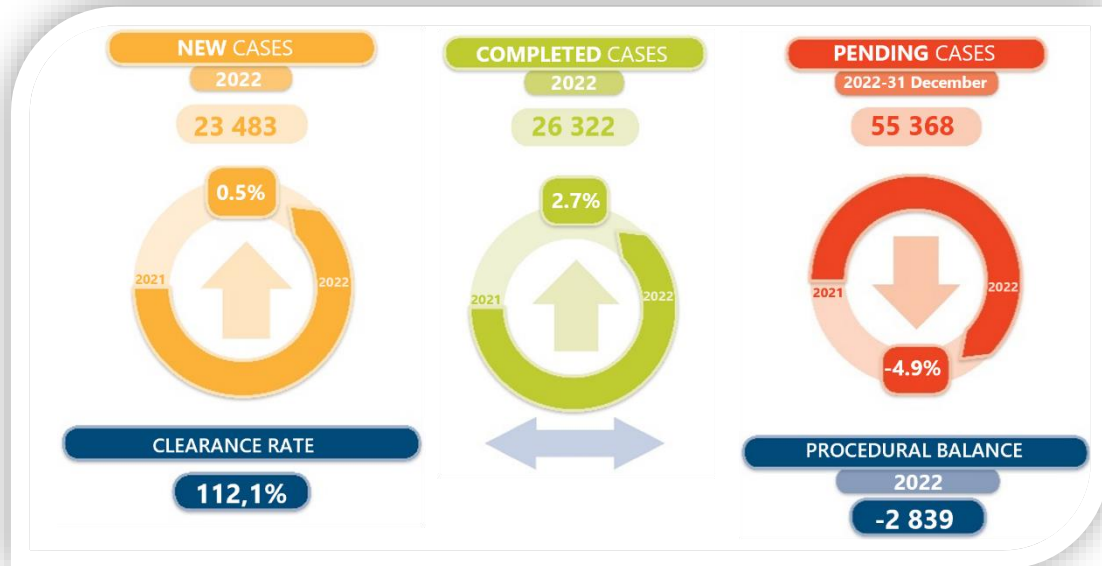 NEW CASES
2022
23 483
0.5%
2021
2022
CLEARANCE RATE
112,1%
COMPLETED CASES
2022
26 322
2.7%
2021
2022
PENDING CASES
2022-31 December
55 368
2021
2022
-4.9%
PROCEDURAL BALANCE
2022
-2 839